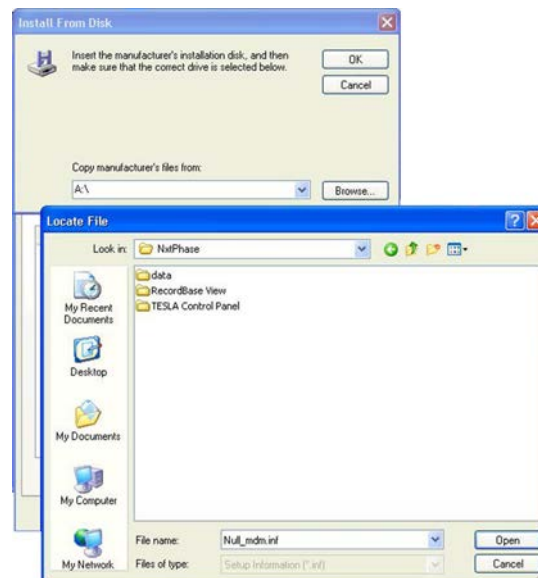 Install From Disk
Insert the manufacturer's installation disk, and then
make sure that the correct drive is selected below.
OK
Cancel
Copy manufacturer's files from:
A:\
Browse...
Locate File
Look in:
NxtPhase
data
RecordBase View
TESLA Control Panel
My Recent
Documents
Desktop
My Documents
My Computer
My Network
File name:
Null_mdm.inf
Open
Files of type:
Setup Information (*.inf)
Cancel